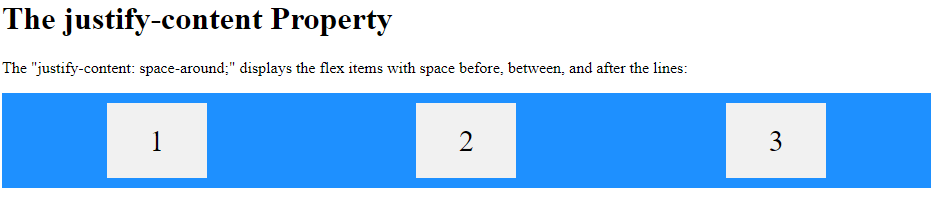 The justify-content Property
The "justify-content: space-around;" displays the flex items with space before, between, and after the lines:
1 2 3